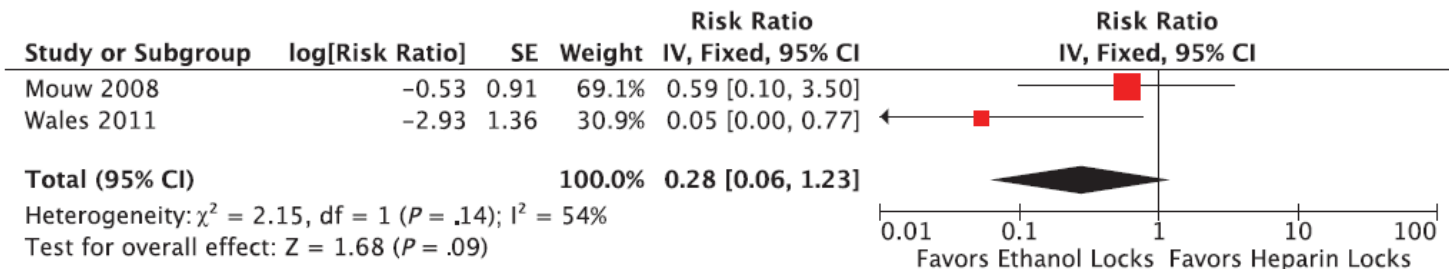 Risk Ratio Risk Ratio
Study or Subgroup log[Risk Ratio] SE Weight IV, Fixed, 95% CI IV, Fixed, 95% CI
Mouw 2008 −0.53 0.91 69.1% 0.59 [0.10, 3.50]
Wales 2011 −2.93 1.36 30.9% 0.05 [0.00, 0.77]
Total (95% CI) 100.0% 0.28 [0.06, 1.23]
Heterogeneity: χ² = 2.15, df = 1 (P = .14); I² = 54%
Test for overall effect: Z = 1.68 (P = .09)
0.01 0.1 1 10 100
Favors Ethanol Locks Favors Heparin Locks